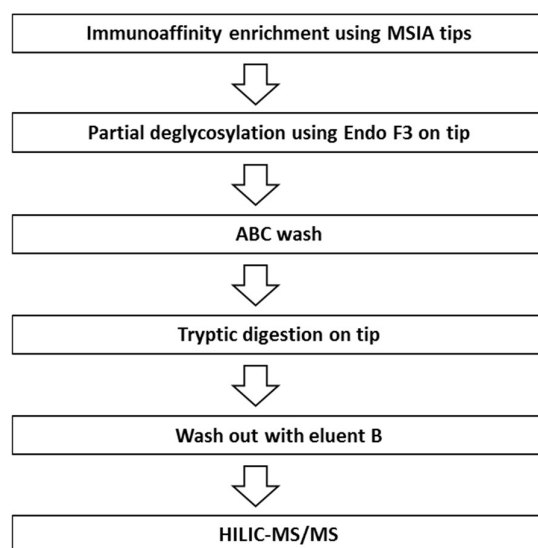 Immunoaffinity enrichment using MSIA tips
Partial deglycosylation using Endo F3 on tip
ABC wash
Tryptic digestion on tip
Wash out with eluent B
HILIC-MS/MS